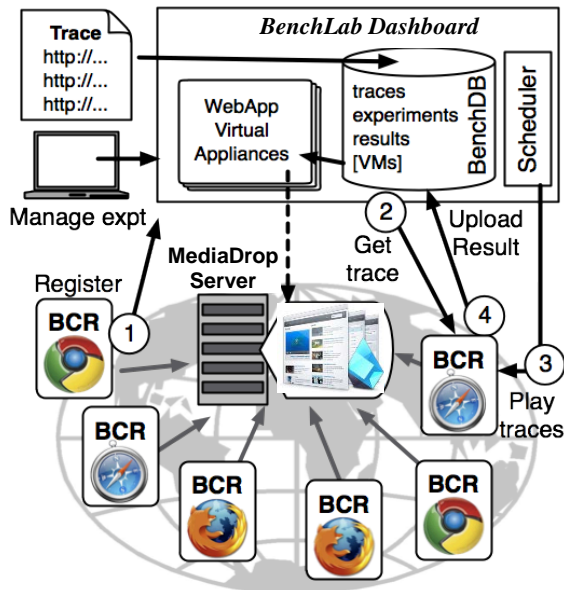 BenchLab Dashboard
Trace
http://...
http://...
http://...
WebApp
Virtual
Appliances
traces
experiments
results
[VMs]
BenchDB
Scheduler
Manage expt
2
Get
trace
Upload
Result
MediaDrop
Server
Register
BCR
1
4
BCR
3
Play
traces
BCR
BCR
BCR
BCR